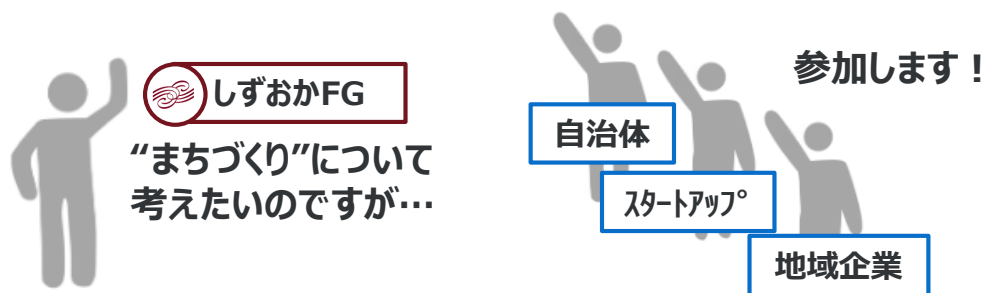 しずおかFG
“まちづくり”について
考えたいのですが…
参加します！
自治体
ｽﾀｰﾄｱｯﾌﾟ
地域企業